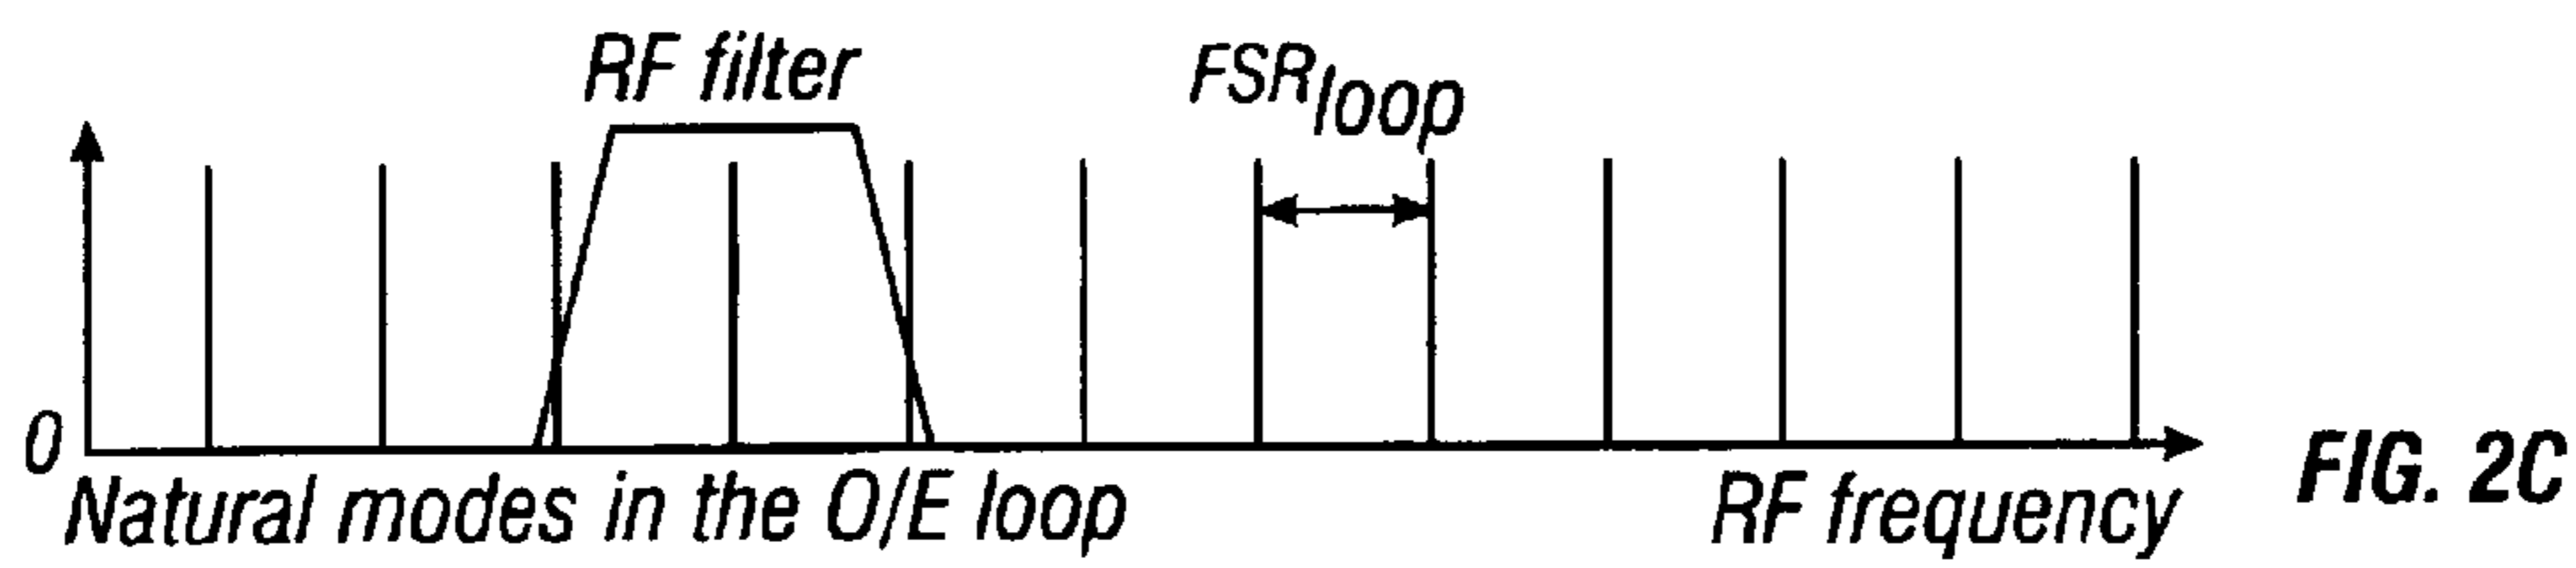 RF filter
FSRloop
0
Natural modes in the O/E loop
RF frequency
FIG. 2C